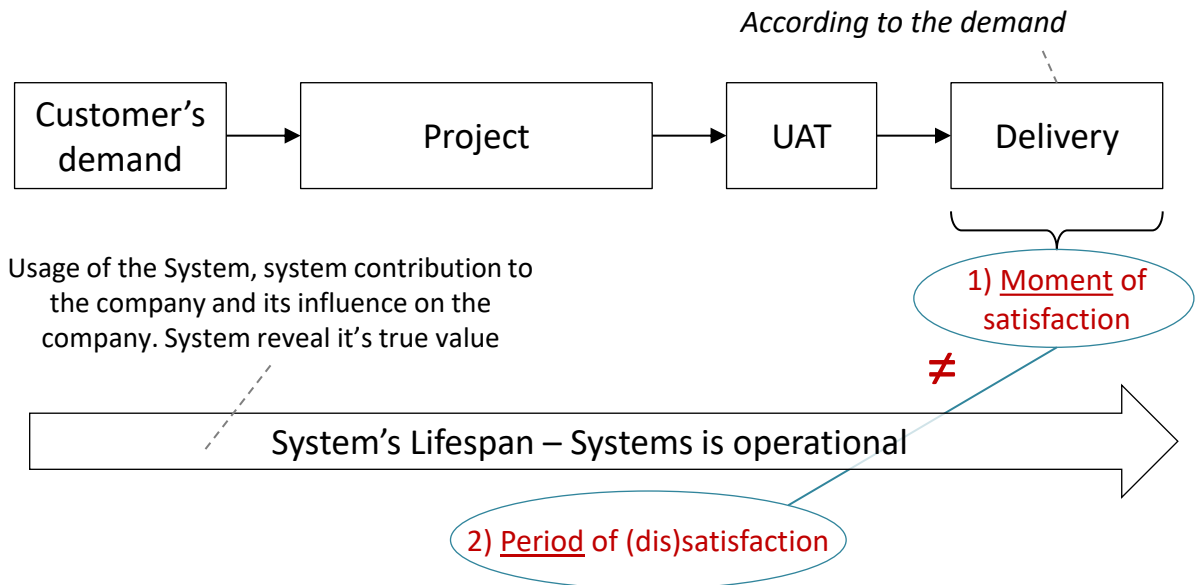 According to the demand
Customer's
demand
Project
UAT
Delivery
Usage of the System, system contribution to
the company and its influence on the
company. System reveal it's true value
1) Moment of
satisfaction
≠
System's Lifespan – Systems is operational
2) Period of (dis)satisfaction